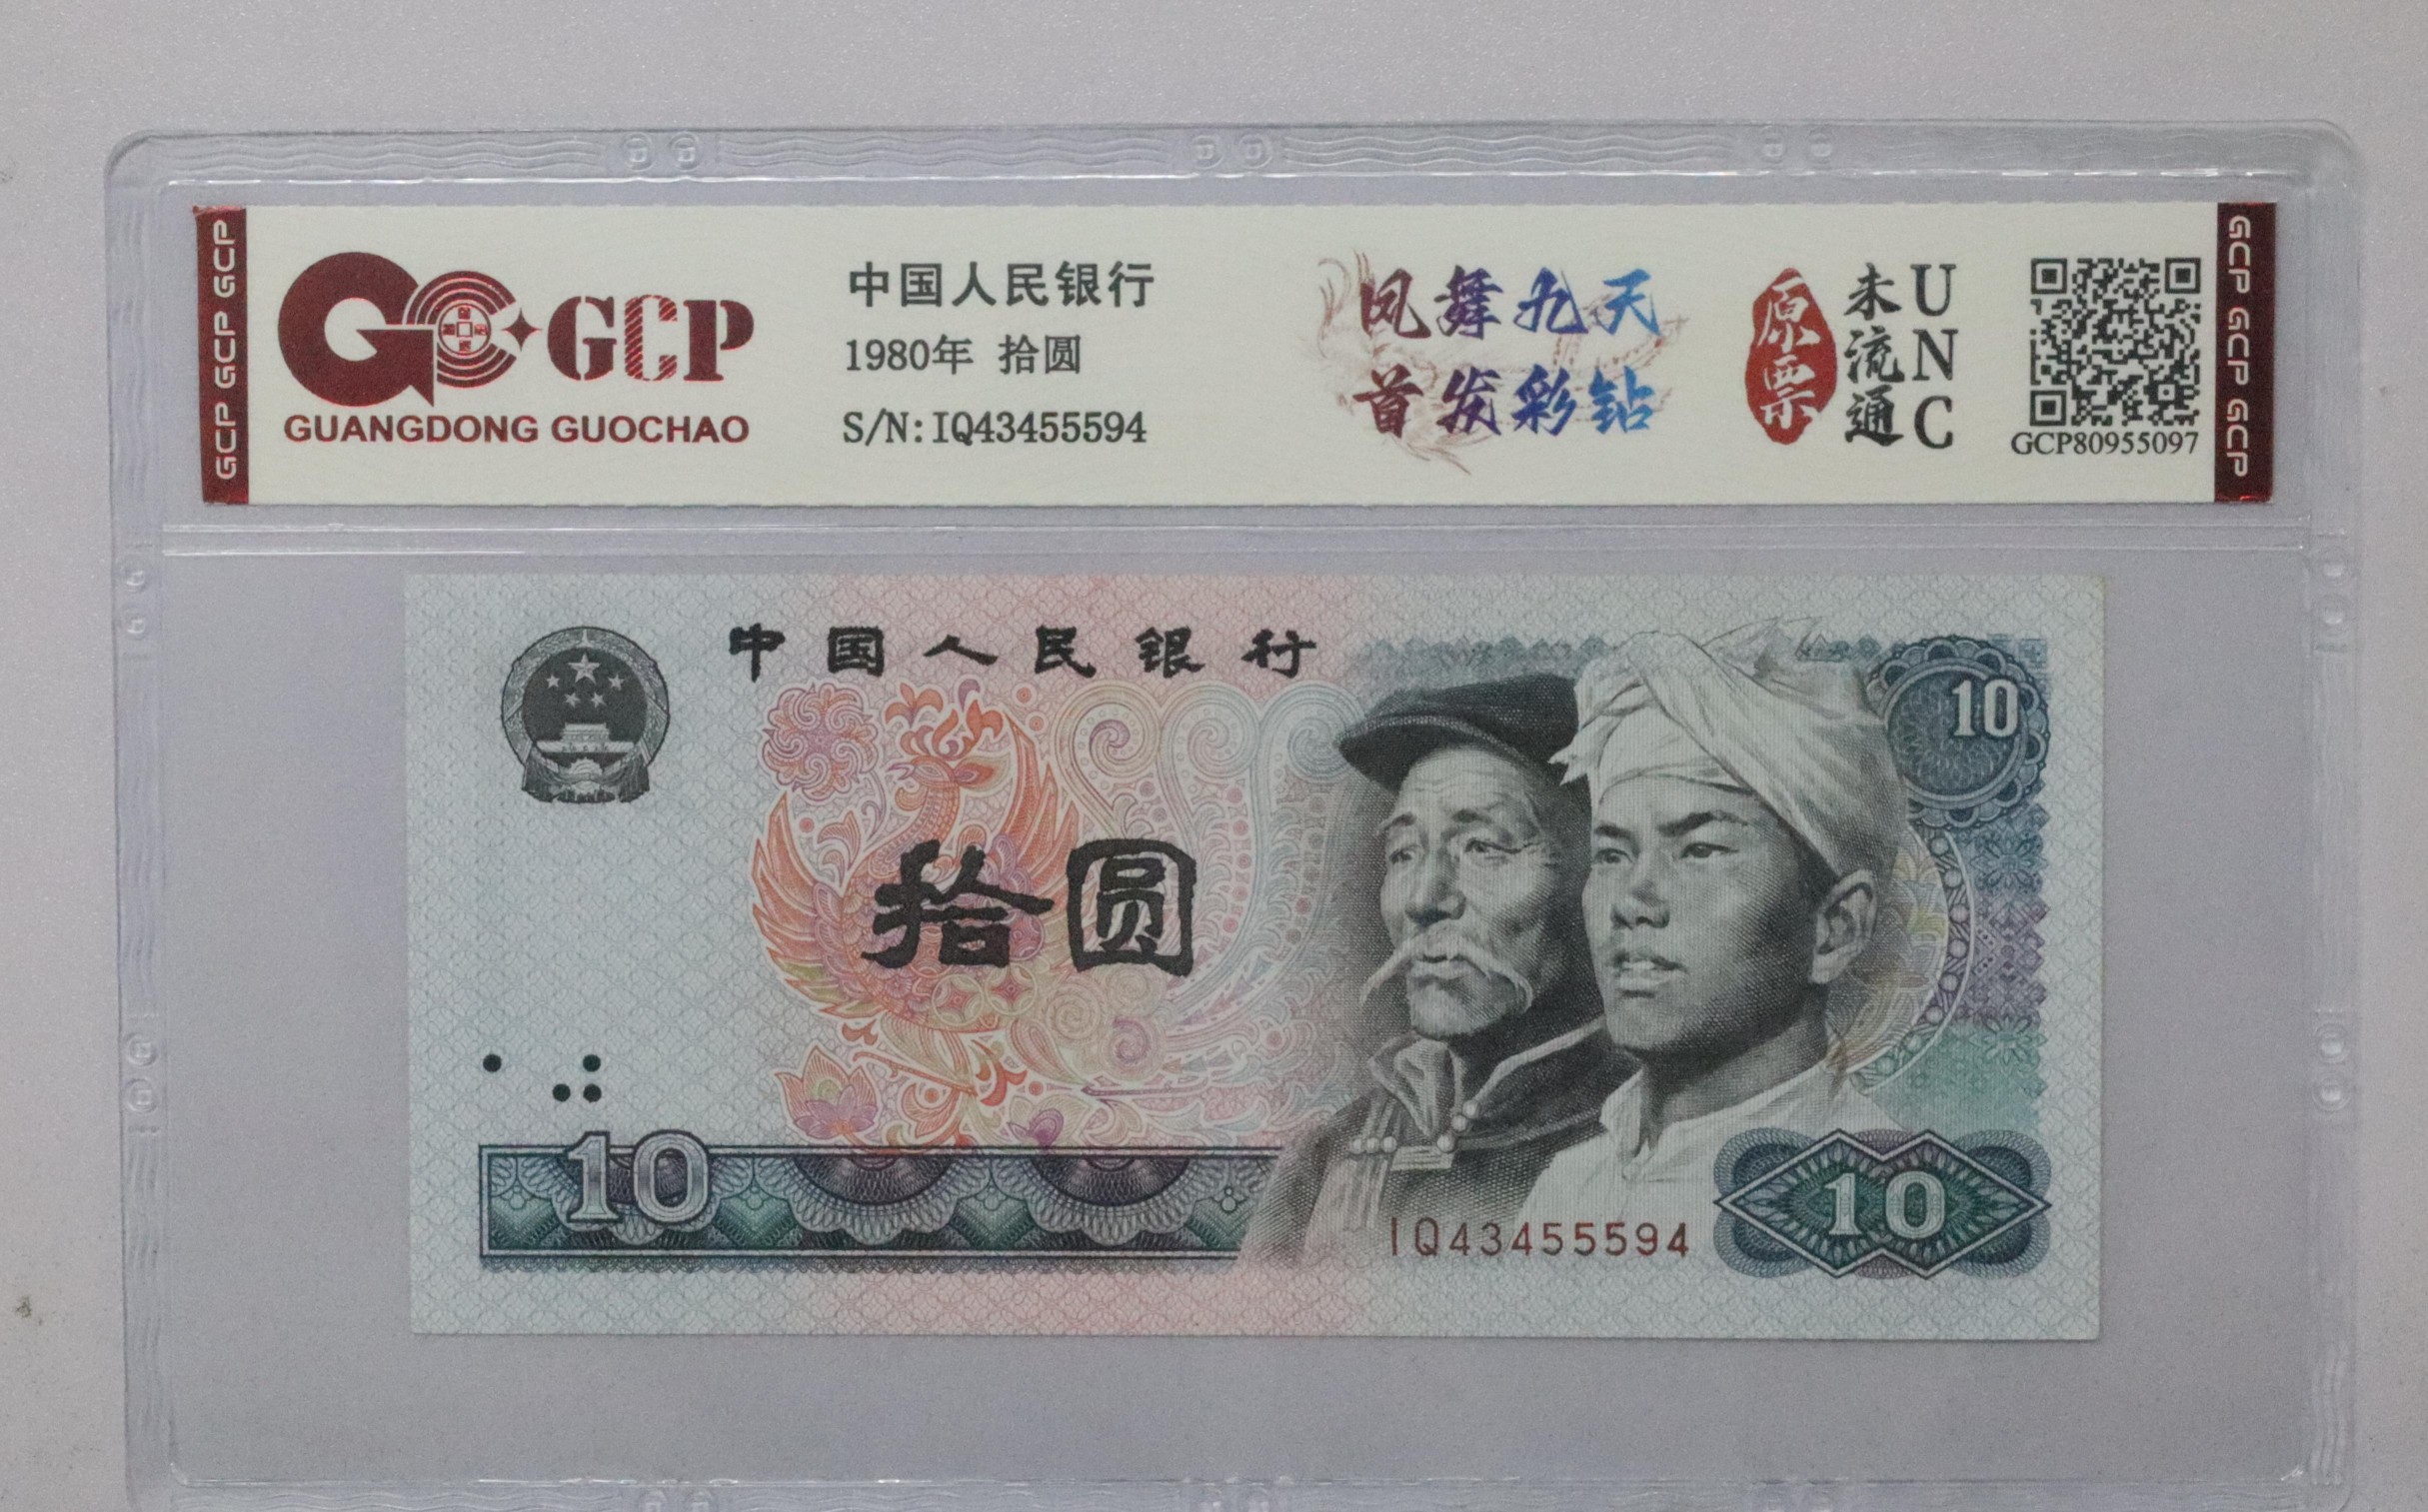 GCP GCP GCP
GCP
GUANGDONG GUOCHAO
中国人民银行
1980年 拾圆
S/N:IQ43455594
凤舞九天
首发彩钻
原票
未流通
UNC
GCP80955097
GCP GCP GCP
中国人民银行
10
拾圆
10
IQ43455594
10